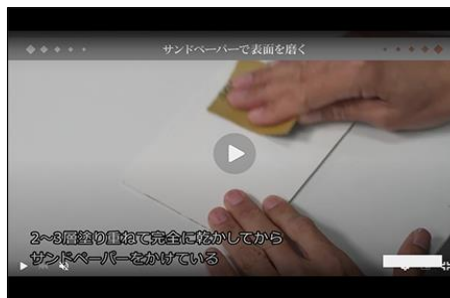 サンドペーパーで表面を磨く
2〜3層塗り重ねて完全に乾かしてから
サンドペーパーをかけている